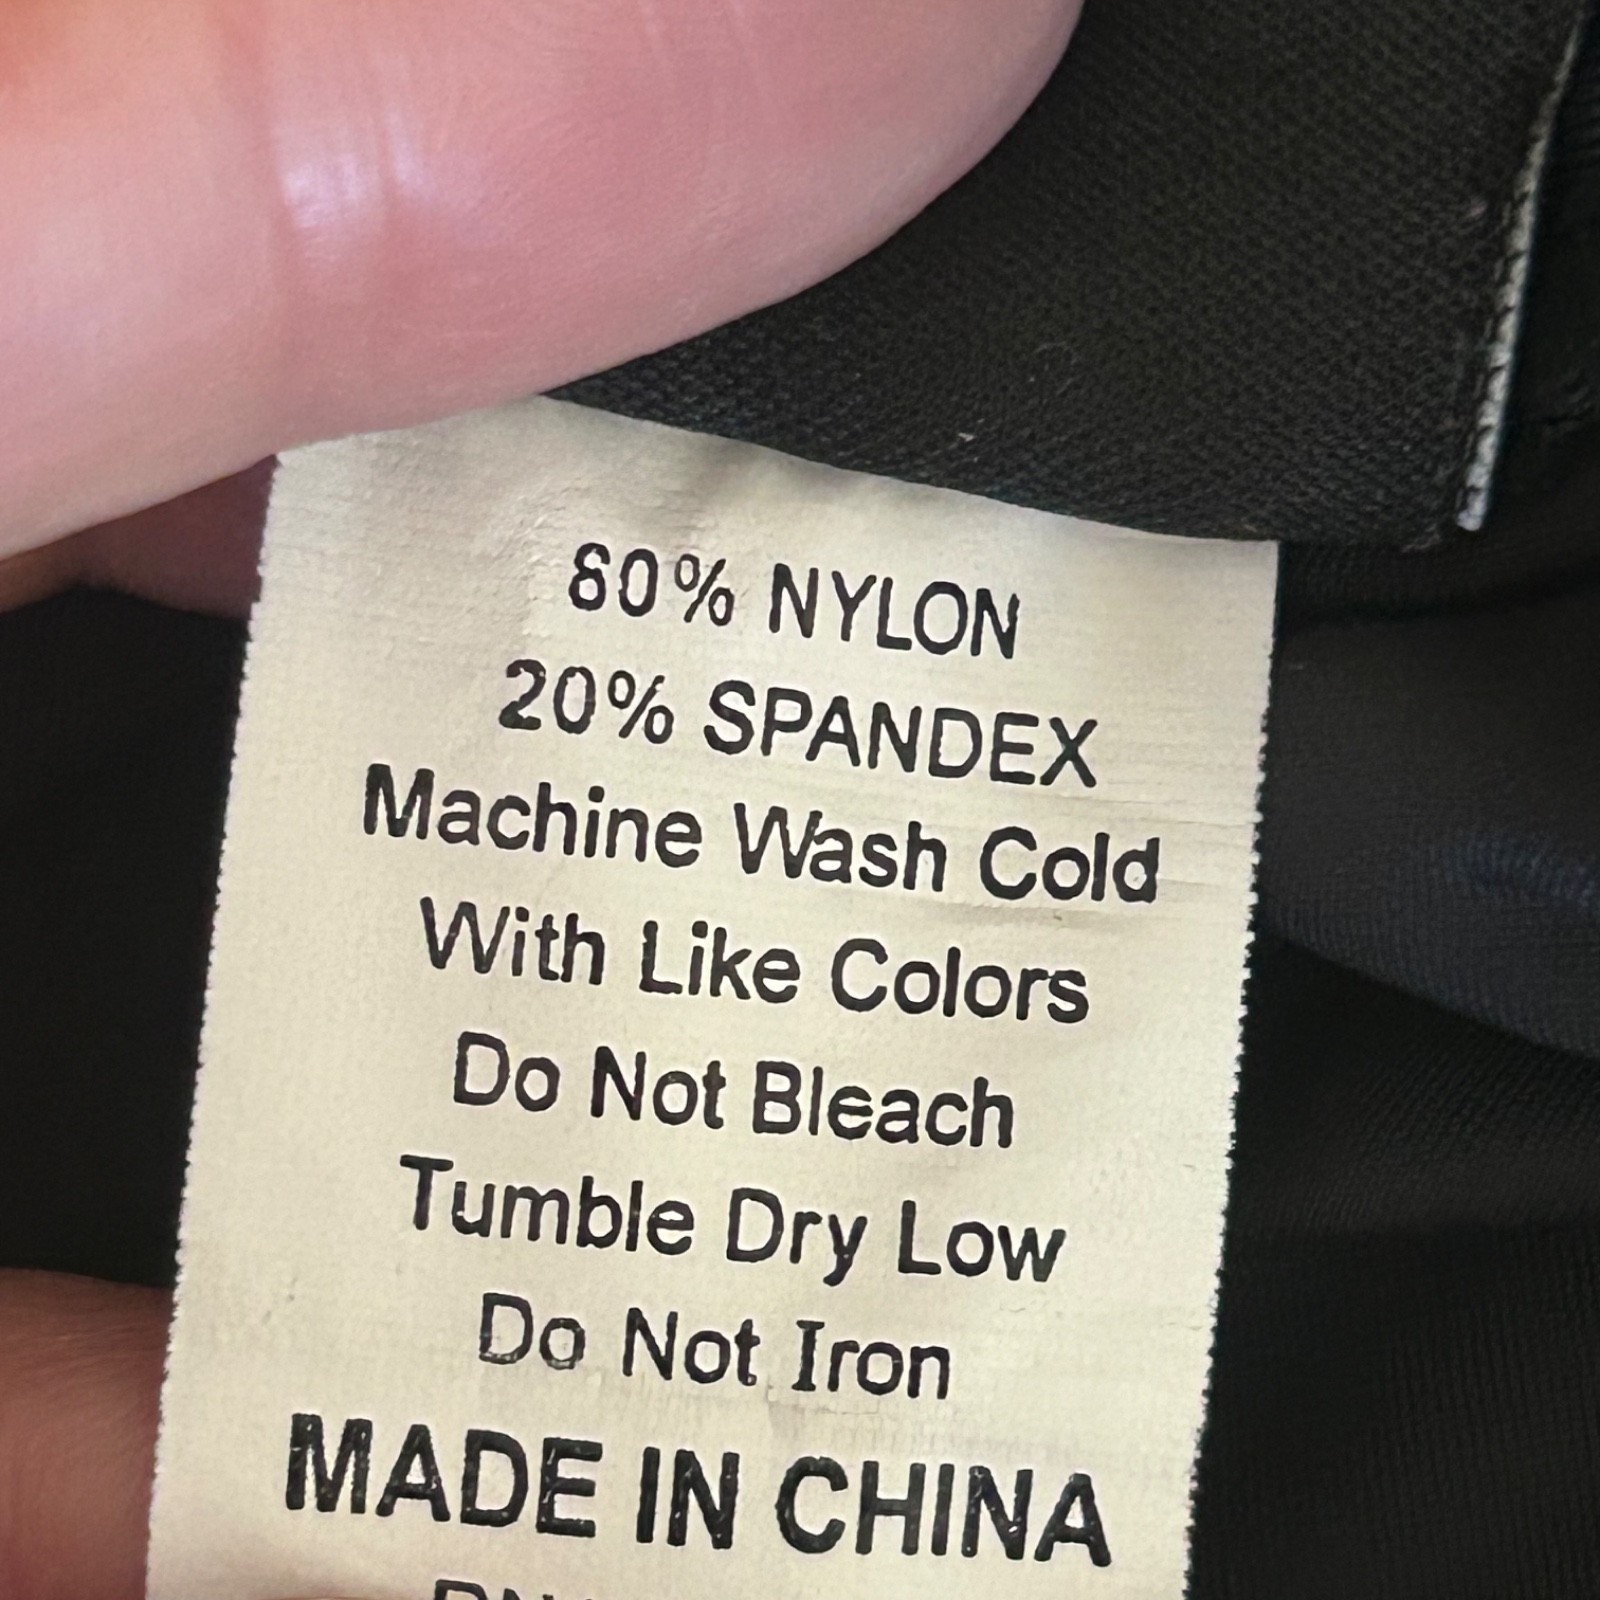 80% NYLON
20% SPANDEX
Machine Wash Cold
With Like Colors
Do Not Bleach
Tumble Dry Low
Do Not Iron
MADE IN CHINA